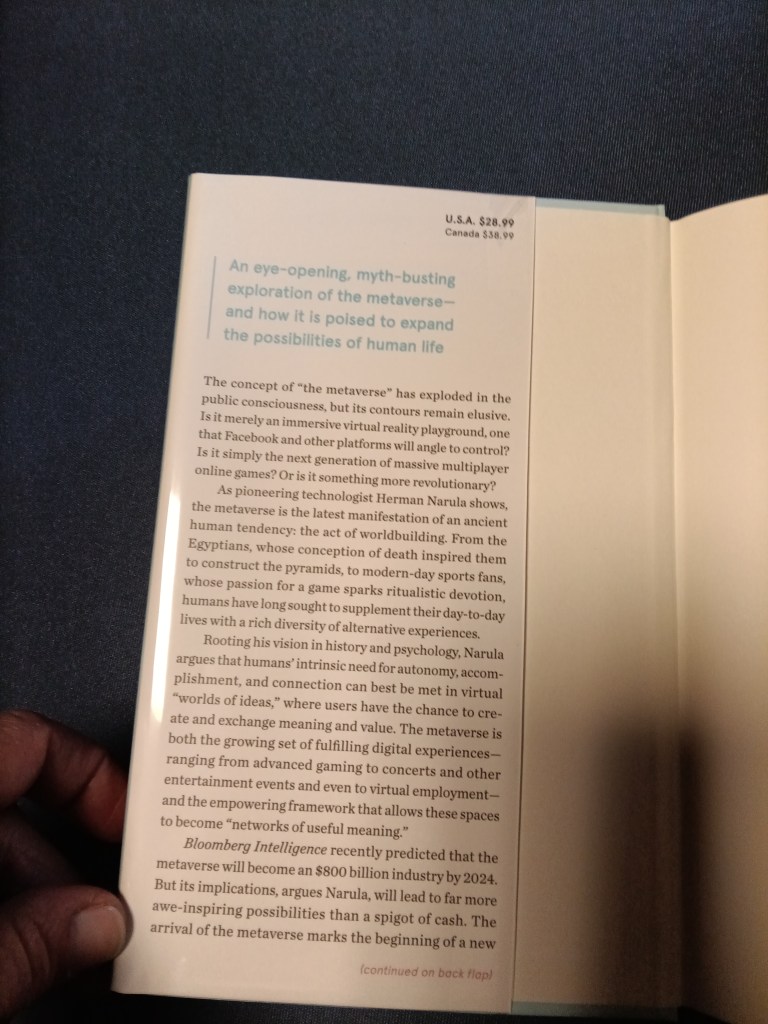 U.S.A. $28.99
Canada $38.99
An eye-opening, myth-busting
exploration of the metaverse—
and how it is poised to expand
the possibilities of human life
The concept of “the metaverse” has exploded in the
public consciousness, but its contours remain elusive.
Is it merely an immersive virtual reality playground, one
that Facebook and other platforms will angle to control?
Is it simply the next generation of massive multiplayer
online games? Or is it something more revolutionary?
As pioneering technologist Herman Narula shows,
the metaverse is the latest manifestation of an ancient
human tendency: the act of worldbuilding. From the
Egyptians, whose conception of death inspired them
to construct the pyramids, to modern-day sports fans,
whose passion for a game sparks ritualistic devotion,
humans have long sought to supplement their day-to-day
lives with a rich diversity of alternative experiences.
Rooting his vision in history and psychology, Narula
argues that humans’ intrinsic need for autonomy, accom-
plishment, and connection can best be met in virtual
“worlds of ideas,” where users have the chance to cre-
ate and exchange meaning and value. The metaverse is
both the growing set of fulfilling digital experiences—
ranging from advanced gaming to concerts and other
entertainment events and even to virtual employment—
and the empowering framework that allows these spaces
to become “networks of useful meaning.”
Bloomberg Intelligence recently predicted that the
metaverse will become an $800 billion industry by 2024.
But its implications, argues Narula, will lead to far more
awe-inspiring possibilities than a spigot of cash. The
arrival of the metaverse marks the beginning of a new
(continued on back flap)